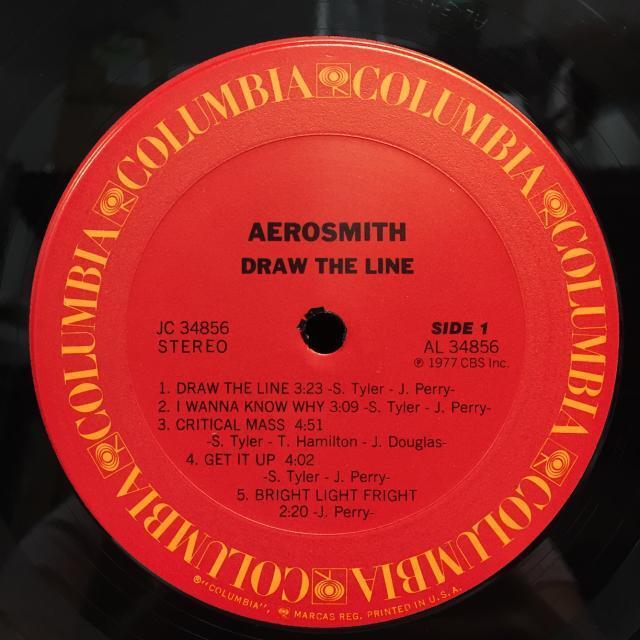 COLUMBIA COLUMBIA COLUMBIA COLUMBIA COLUMBIA COLUMBIA COLUMBIA
AEROSMITH
DRAW THE LINE
JC 34856
STEREO
SIDE 1
AL 34856
℗ 1977 CBS Inc.
1. DRAW THE LINE 3:23 -S. Tyler - J. Perry-
2. I WANNA KNOW WHY 3:09 -S. Tyler - J. Perry-
3. CRITICAL MASS 4:51
-S. Tyler - T. Hamilton - J. Douglas-
4. GET IT UP 4:02
-S. Tyler - J. Perry-
5. BRIGHT LIGHT FRIGHT
2:20 -J. Perry-
®"COLUMBIA", MARCAS REG. PRINTED IN U.S.A.